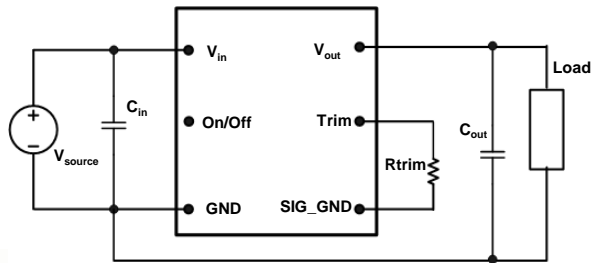 Vin
Vout
Load
Cin
On/Off
Trim
Cout
Vsource
Rtrim
GND
SIG_GND